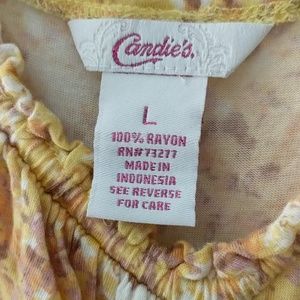 Candie's.
L
100% RAYON
RN# 73277
MADE IN
INDONESIA
SEE REVERSE
FOR CARE